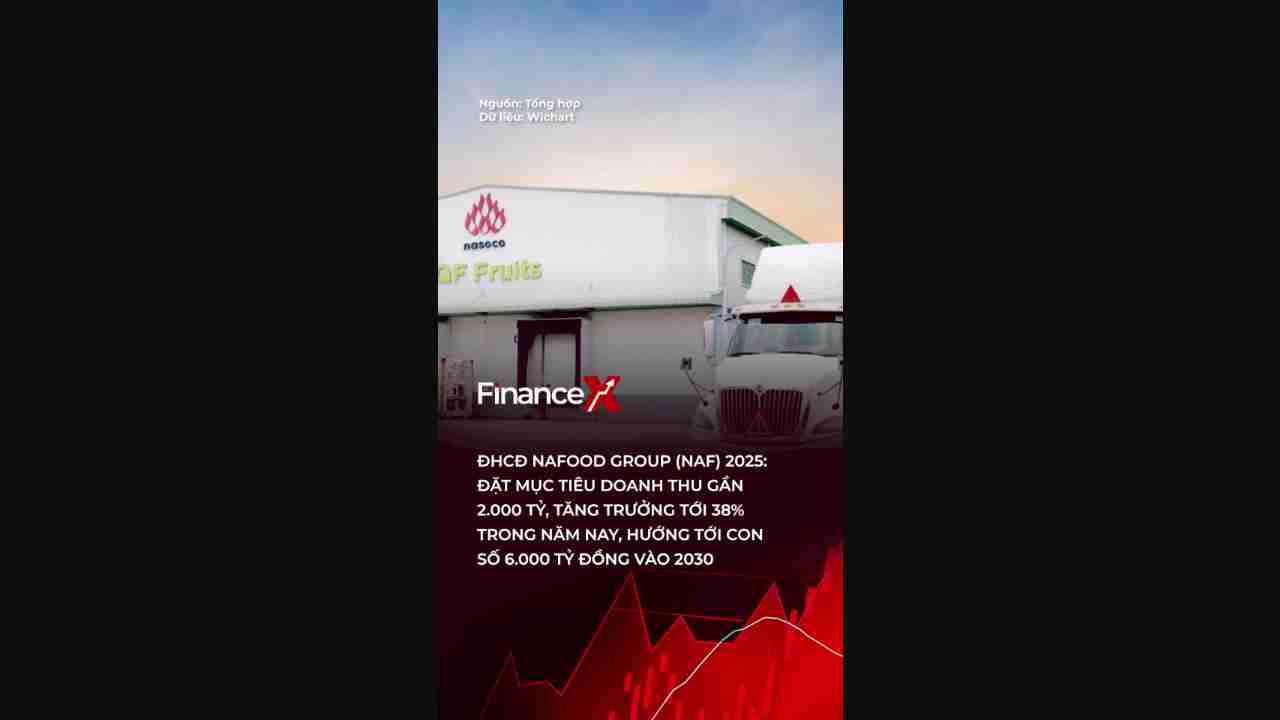 Nguồn: Tổng hợp
Dữ liệu: Wichart
nasoco
Fruits
FinanceX
ĐHCĐ NAFOOD GROUP (NAF) 2025:
ĐẶT MỤC TIÊU DOANH THU GẦN
2.000 TỶ, TĂNG TRƯỞNG TỚI 38%
TRONG NĂM NAY, HƯỚNG TỚI CON
SỐ 6.000 TỶ ĐỒNG VÀO 2030